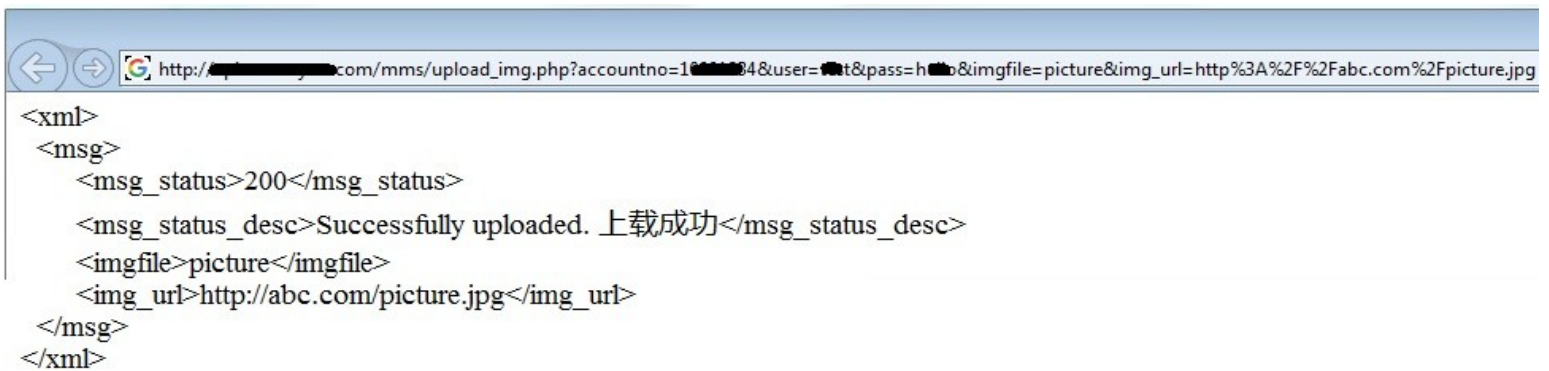 http://com/mms/upload_img.php?accountno=&user=&pass=&imgfile=picture&img_url=http%3A%2F%2Fabc.com%2Fpicture.jpg
<xml>
<msg>
<msg_status>200</msg_status>
<msg_status_desc>Successfully uploaded. 上载成功</msg_status_desc>
<imgfile>picture</imgfile>
<img_url>http://abc.com/picture.jpg</img_url>
</msg>
</xml>